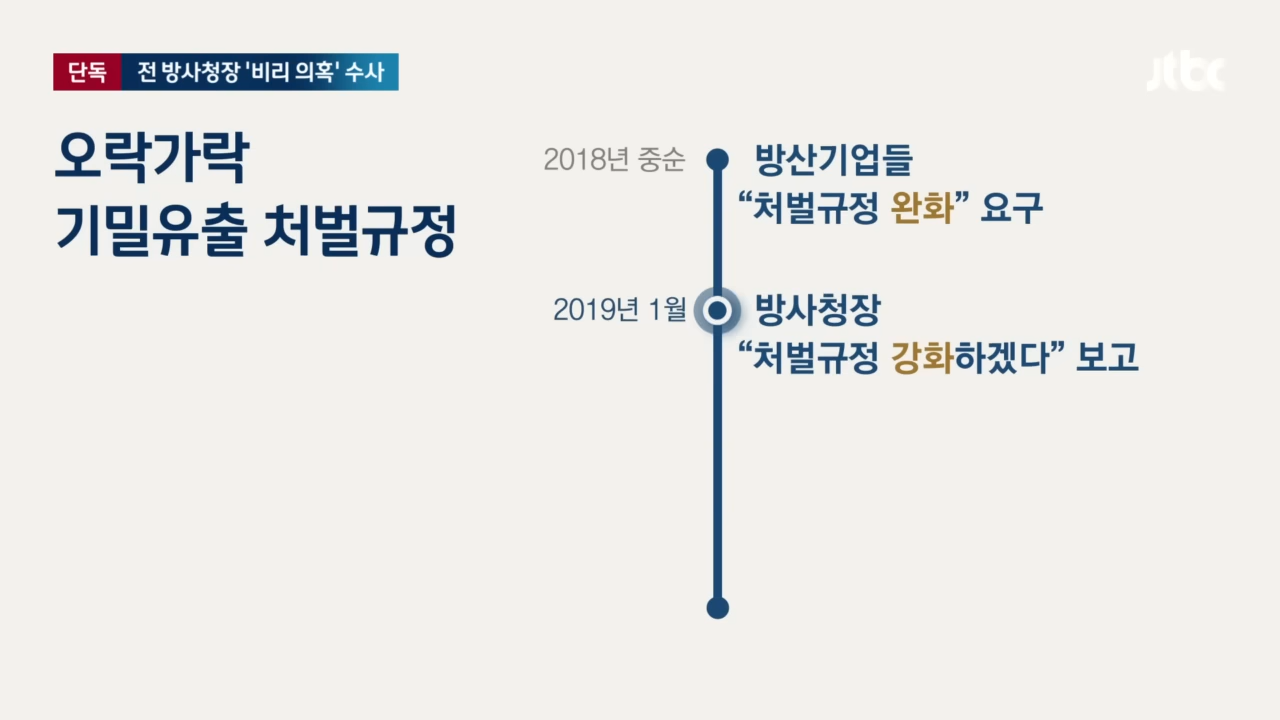 단독 전 방사청장 '비리 의혹' 수사
jtbc
오락가락
기밀유출 처벌규정
2018년 중순 방산기업들
“처벌규정 완화” 요구
2019년 1월 방사청장
“처벌규정 강화하겠다” 보고